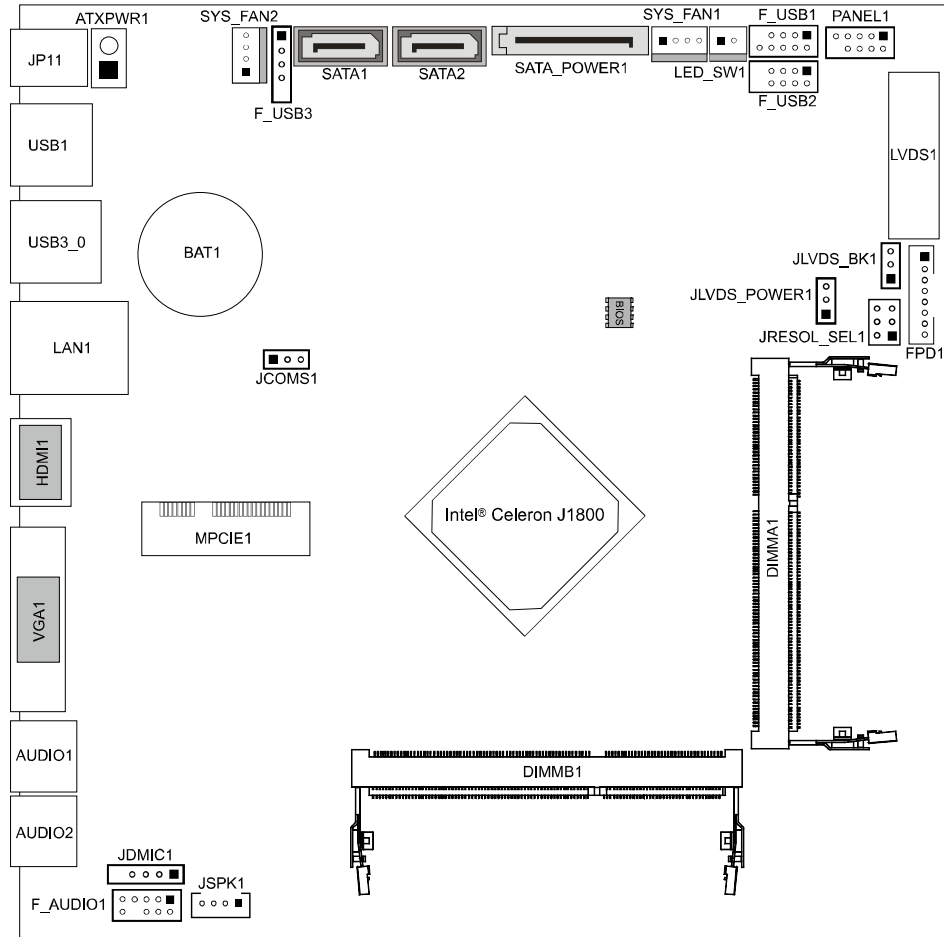 ATXPWR1
SYS_FAN2
SYS_FAN1
F_USB1
PANEL1
JP11
SATA1
SATA2
SATA_POWER1
LED_SW1
F_USB3
F_USB2
USB1
LVDS1
USB3_0
BAT1
JLVDS_BK1
JLVDS_POWER1
BIOS
JRESOL_SEL1
FPD1
LAN1
JCOMS1
HDMI1
Intel® Celeron J1800
MPCIE1
DIMMA1
VGA1
AUDIO1
DIMMB1
AUDIO2
JDMIC1
JSPK1
F_AUDIO1